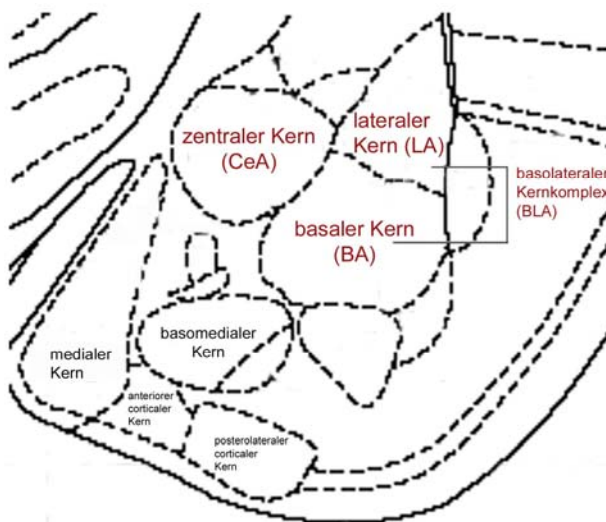 zentraler Kern
(CeA)
lateraler
Kern (LA)
basolateraler
Kernkomplex
(BLA)
basaler Kern
(BA)
basomedialer
Kern
medialer
Kern
anteriorer
corticaler
Kern
posterolateraler
corticaler
Kern